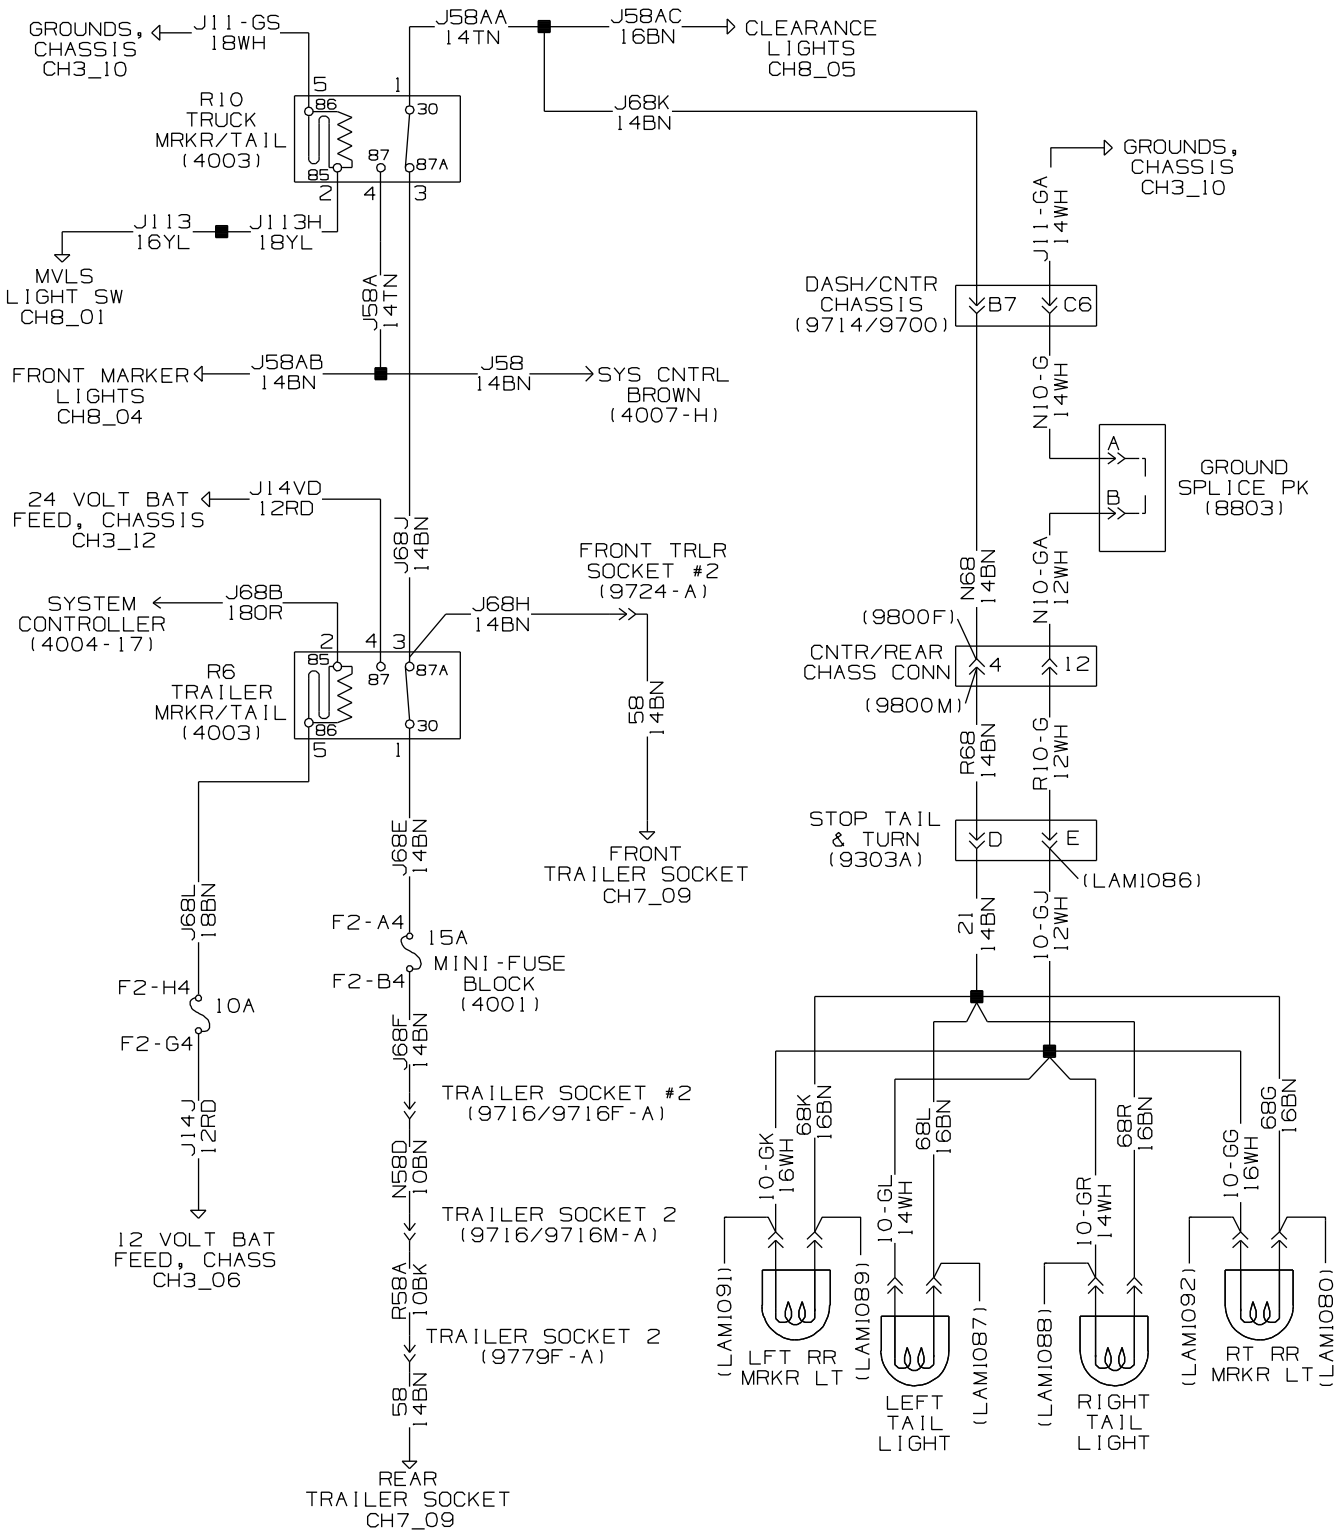 GROUNDS,
CHASSIS
CH3_10
J11-GS
18WH
J58AA
14TN
J58AC
16BN
CLEARANCE
LIGHTS
CH8_05
J68K
14BN
5
1
R10
TRUCK
MRKR/TAIL
(4003)
86
30
87
87A
85
2
4
3
GROUNDS,
CHASSIS
CH3_10
J11-GA
14WH
J113
16YL
J113H
18YL
MVLS
LIGHT SW
CH8_01
J58A
14TN
DASH/CNTR
CHASSIS
(9714/9700)
B7
C6
FRONT MARKER
LIGHTS
CH8_04
J58AB
14BN
J58
14BN
SYS CNTRL
BROWN
(4007-H)
N10-G
14WH
A
B
GROUND
SPLICE PK
(8803)
24 VOLT BAT
FEED, CHASSIS
CH3_12
J14VD
12RD
J68J
14BN
FRONT TRLR
SOCKET #2
(9724-A)
N68
14BN
N10-GA
12WH
SYSTEM
CONTROLLER
(4004-17)
J68B
18OR
J68H
14BN
2
4
3
R6
TRAILER
MRKR/TAIL
(4003)
85
87
87A
86
30
5
1
(9800F)
CNTR/REAR
CHASS CONN
4
12
(9800M)
58
14BN
R68
14BN
R10-G
12WH
STOP TAIL
& TURN
(9303A)
D
E
(LAM1086)
FRONT
TRAILER SOCKET
CH7_09
J68E
14BN
J68L
18BN
21
14BN
10-GJ
12WH
F2-A4
15A
MINI-FUSE
BLOCK
(4001)
F2-B4
F2-H4
10A
F2-G4
J68F
14BN
J14J
12RD
TRAILER SOCKET #2
(9716/9716F-A)
N58D
10BN
TRAILER SOCKET 2
(9716/9716M-A)
12 VOLT BAT
FEED, CHASS
CH3_06
R58A
10BK
TRAILER SOCKET 2
(9779F-A)
58
14BN
REAR
TRAILER SOCKET
CH7_09
10-GK
16WH
68K
16BN
10-GL
14WH
68L
16BN
10-GR
14WH
68R
16BN
10-GG
16WH
68G
16BN
(LAM1091)
LFT RR
MRKR LT
(LAM1089)
LEFT
TAIL
LIGHT
(LAM1087)
(LAM1088)
RIGHT
TAIL
LIGHT
(LAM1092)
RT RR
MRKR LT
(LAM1080)